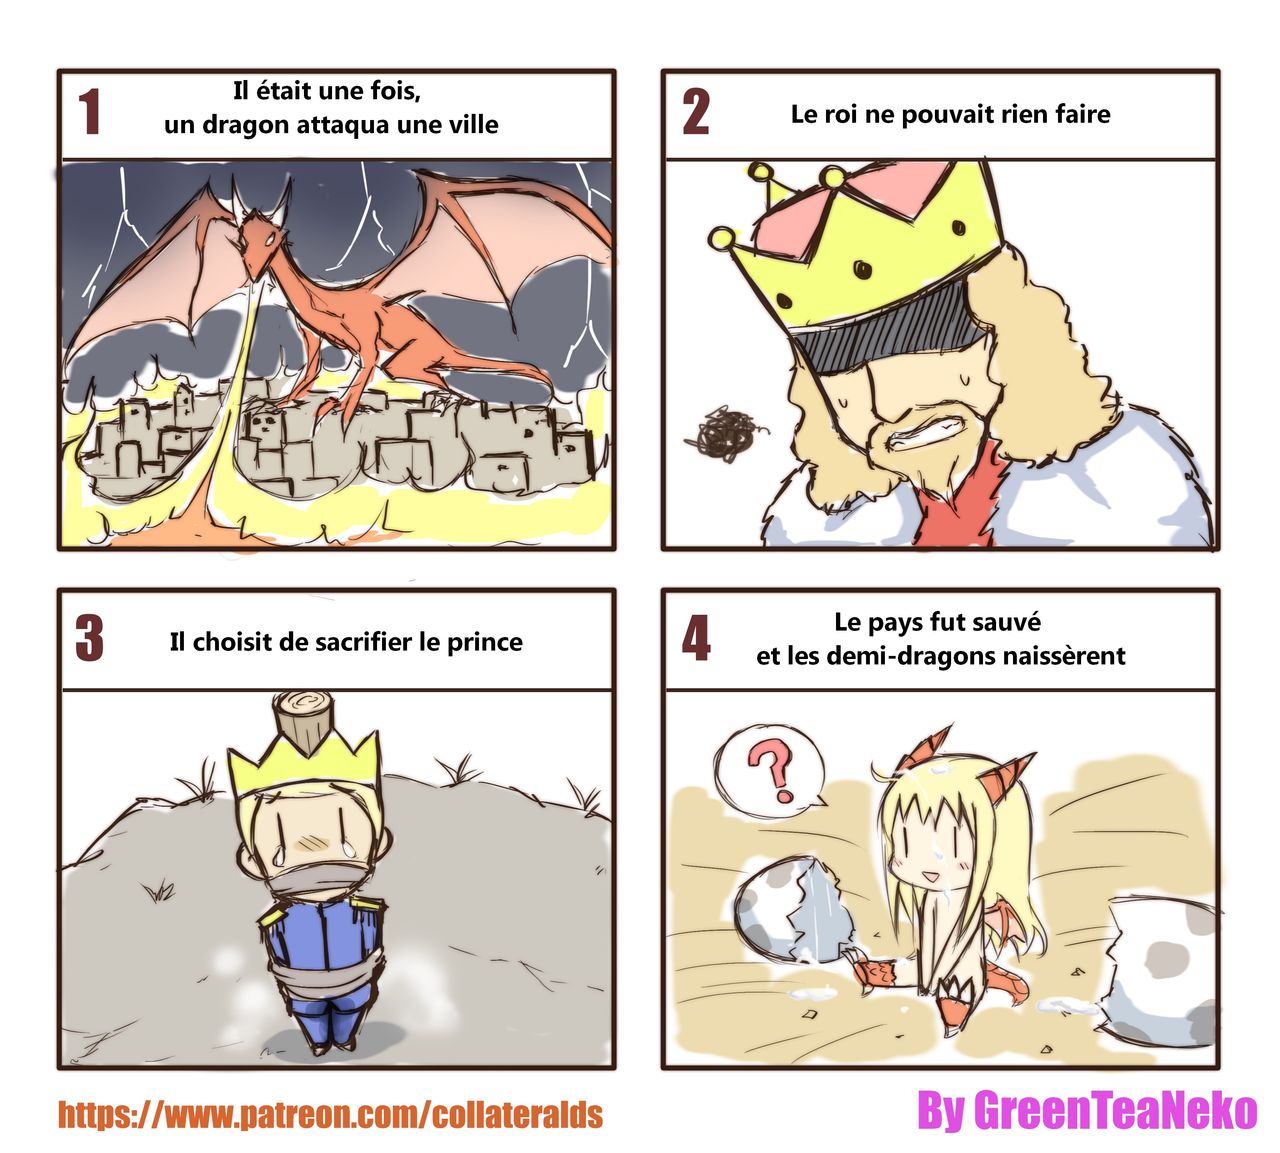 1
Il était une fois,
un dragon attaqua une ville
2
Le roi ne pouvait rien faire
3
Il choisit de sacrifier le prince
4
Le pays fut sauvé
et les demi-dragons naissèrent
?
https://www.patreon.com/collateralds
By GreenTeaNeko